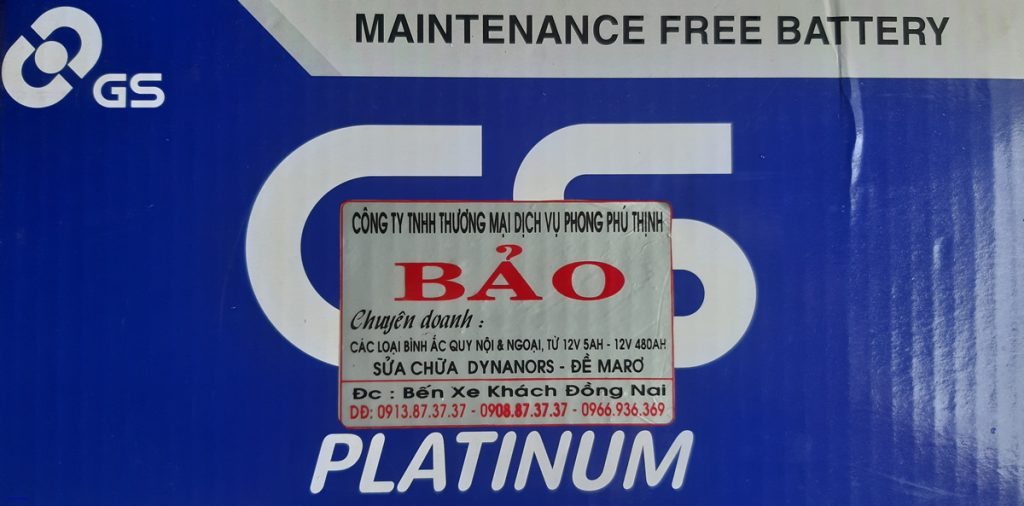 MAINTENANCE FREE BATTERY
GS
GS
CÔNG TY TNHH THƯƠNG MẠI DỊCH VỤ PHONG PHÚ THỊNH
BẢO
Chuyên doanh :
CÁC LOẠI BÌNH ẮC QUY NỘI & NGOẠI, TỪ 12V 5AH - 12V 480AH
SỬA CHỮA DYNANORS - ĐỀ MARƠ
Đc : Bến Xe Khách Đồng Nai
DĐ: 0913.87.37.37 - 0908.87.37.37 - 0966.936.369
PLATINUM